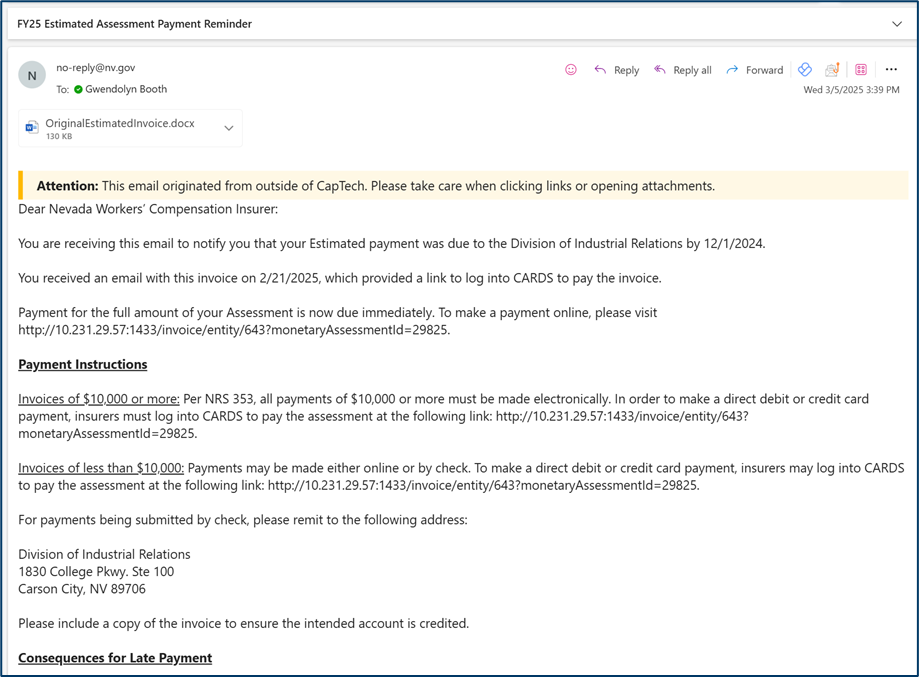 FY25 Estimated Assessment Payment Reminder
N
no-reply@nv.gov
To: Gwendolyn Booth
Reply
Reply all
Forward
Wed 3/5/2025 3:39 PM
OriginalEstimatedInvoice.docx
130 KB
Attention: This email originated from outside of CapTech. Please take care when clicking links or opening attachments.
Dear Nevada Workers' Compensation Insurer:
You are receiving this email to notify you that your Estimated payment was due to the Division of Industrial Relations by 12/1/2024.
You received an email with this invoice on 2/21/2025, which provided a link to log into CARDS to pay the invoice.
Payment for the full amount of your Assessment is now due immediately. To make a payment online, please visit
http://10.231.29.57:1433/invoice/entity/643?monetaryAssessmentId=29825.
Payment Instructions
Invoices of $10,000 or more: Per NRS 353, all payments of $10,000 or more must be made electronically. In order to make a direct debit or credit card
payment, insurers must log into CARDS to pay the assessment at the following link: http://10.231.29.57:1433/invoice/entity/643?
monetaryAssessmentId=29825.
Invoices of less than $10,000: Payments may be made either online or by check. To make a direct debit or credit card payment, insurers may log into CARDS
to pay the assessment at the following link: http://10.231.29.57:1433/invoice/entity/643?monetaryAssessmentId=29825.
For payments being submitted by check, please remit to the following address:
Division of Industrial Relations
1830 College Pkwy. Ste 100
Carson City, NV 89706
Please include a copy of the invoice to ensure the intended account is credited.
Consequences for Late Payment